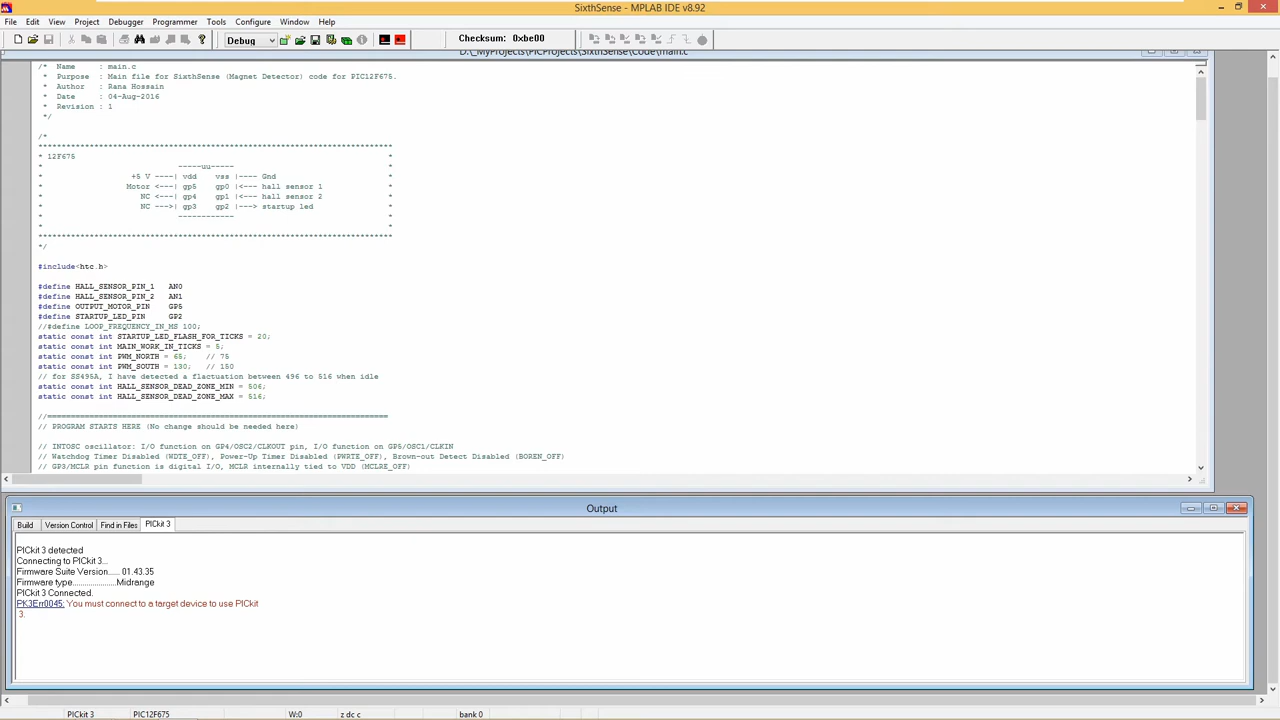 SixthSense - MPLAB IDE v8.92
File Edit View Project Debugger Programmer Tools Configure Window Help
Debug Checksum: 0xbe00
D:\_MyProjects\PICProjects\SixthSense\Code\main.c
/* Name : main.c
* Purpose : Main file for SixthSense (Magnet Detector) code for PIC12F675.
* Author : Rana Hossain
* Date : 04-Aug-2016
* Revision : 1
*/
/*
********************************************************************************
* 12F675 *
* -----uu----- *
* +5 V ----| vdd vss |---- Gnd *
* Motor <---| gp5 gp0 |<--- hall sensor 1 *
* NC <---| gp4 gp1 |<--- hall sensor 2 *
* NC --->| gp3 gp2 |---> startup led *
* ------------ *
* *
********************************************************************************
*/
#include<htc.h>
#define HALL_SENSOR_PIN_1 AN0
#define HALL_SENSOR_PIN_2 AN1
#define OUTPUT_MOTOR_PIN GP5
#define STARTUP_LED_PIN GP2
//#define LOOP_FREQUENCY_IN_MS 100;
static const int STARTUP_LED_FLASH_FOR_TICKS = 20;
static const int MAIN_WORK_IN_TICKS = 5;
static const int PWM_NORTH = 65; // 75
static const int PWM_SOUTH = 130; // 150
// for SS495A, I have detected a flactuation between 496 to 516 when idle
static const int HALL_SENSOR_DEAD_ZONE_MIN = 506;
static const int HALL_SENSOR_DEAD_ZONE_MAX = 516;
//==========================================================================
// PROGRAM STARTS HERE (No change should be needed here)
// INTOSC oscillator: I/O function on GP4/OSC2/CLKOUT pin, I/O function on GP5/OSC1/CLKIN
// Watchdog Timer Disabled (WDTE_OFF), Power-Up Timer Disabled (PWRTE_OFF), Brown-out Detect Disabled (BOREN_OFF)
// GP3/MCLR pin function is digital I/O, MCLR internally tied to VDD (MCLRE_OFF)
Output
Build Version Control Find in Files PICkit 3
PICkit 3 detected
Connecting to PICkit 3...
Firmware Suite Version...... 01.43.35
Firmware type......................Midrange
PICkit 3 Connected.
PK3Err0045: You must connect to a target device to use PICkit
3.
PICkit 3 PIC12F675 W:0 z dc c bank 0